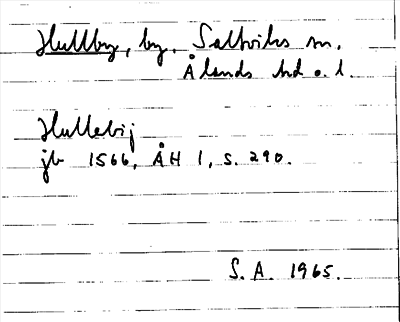 Hullby, by, Saltviks sn.
Ålands hd o. l.
Hullebij
jb 1566, ÅH 1, s. 290.
S. A. 1965.